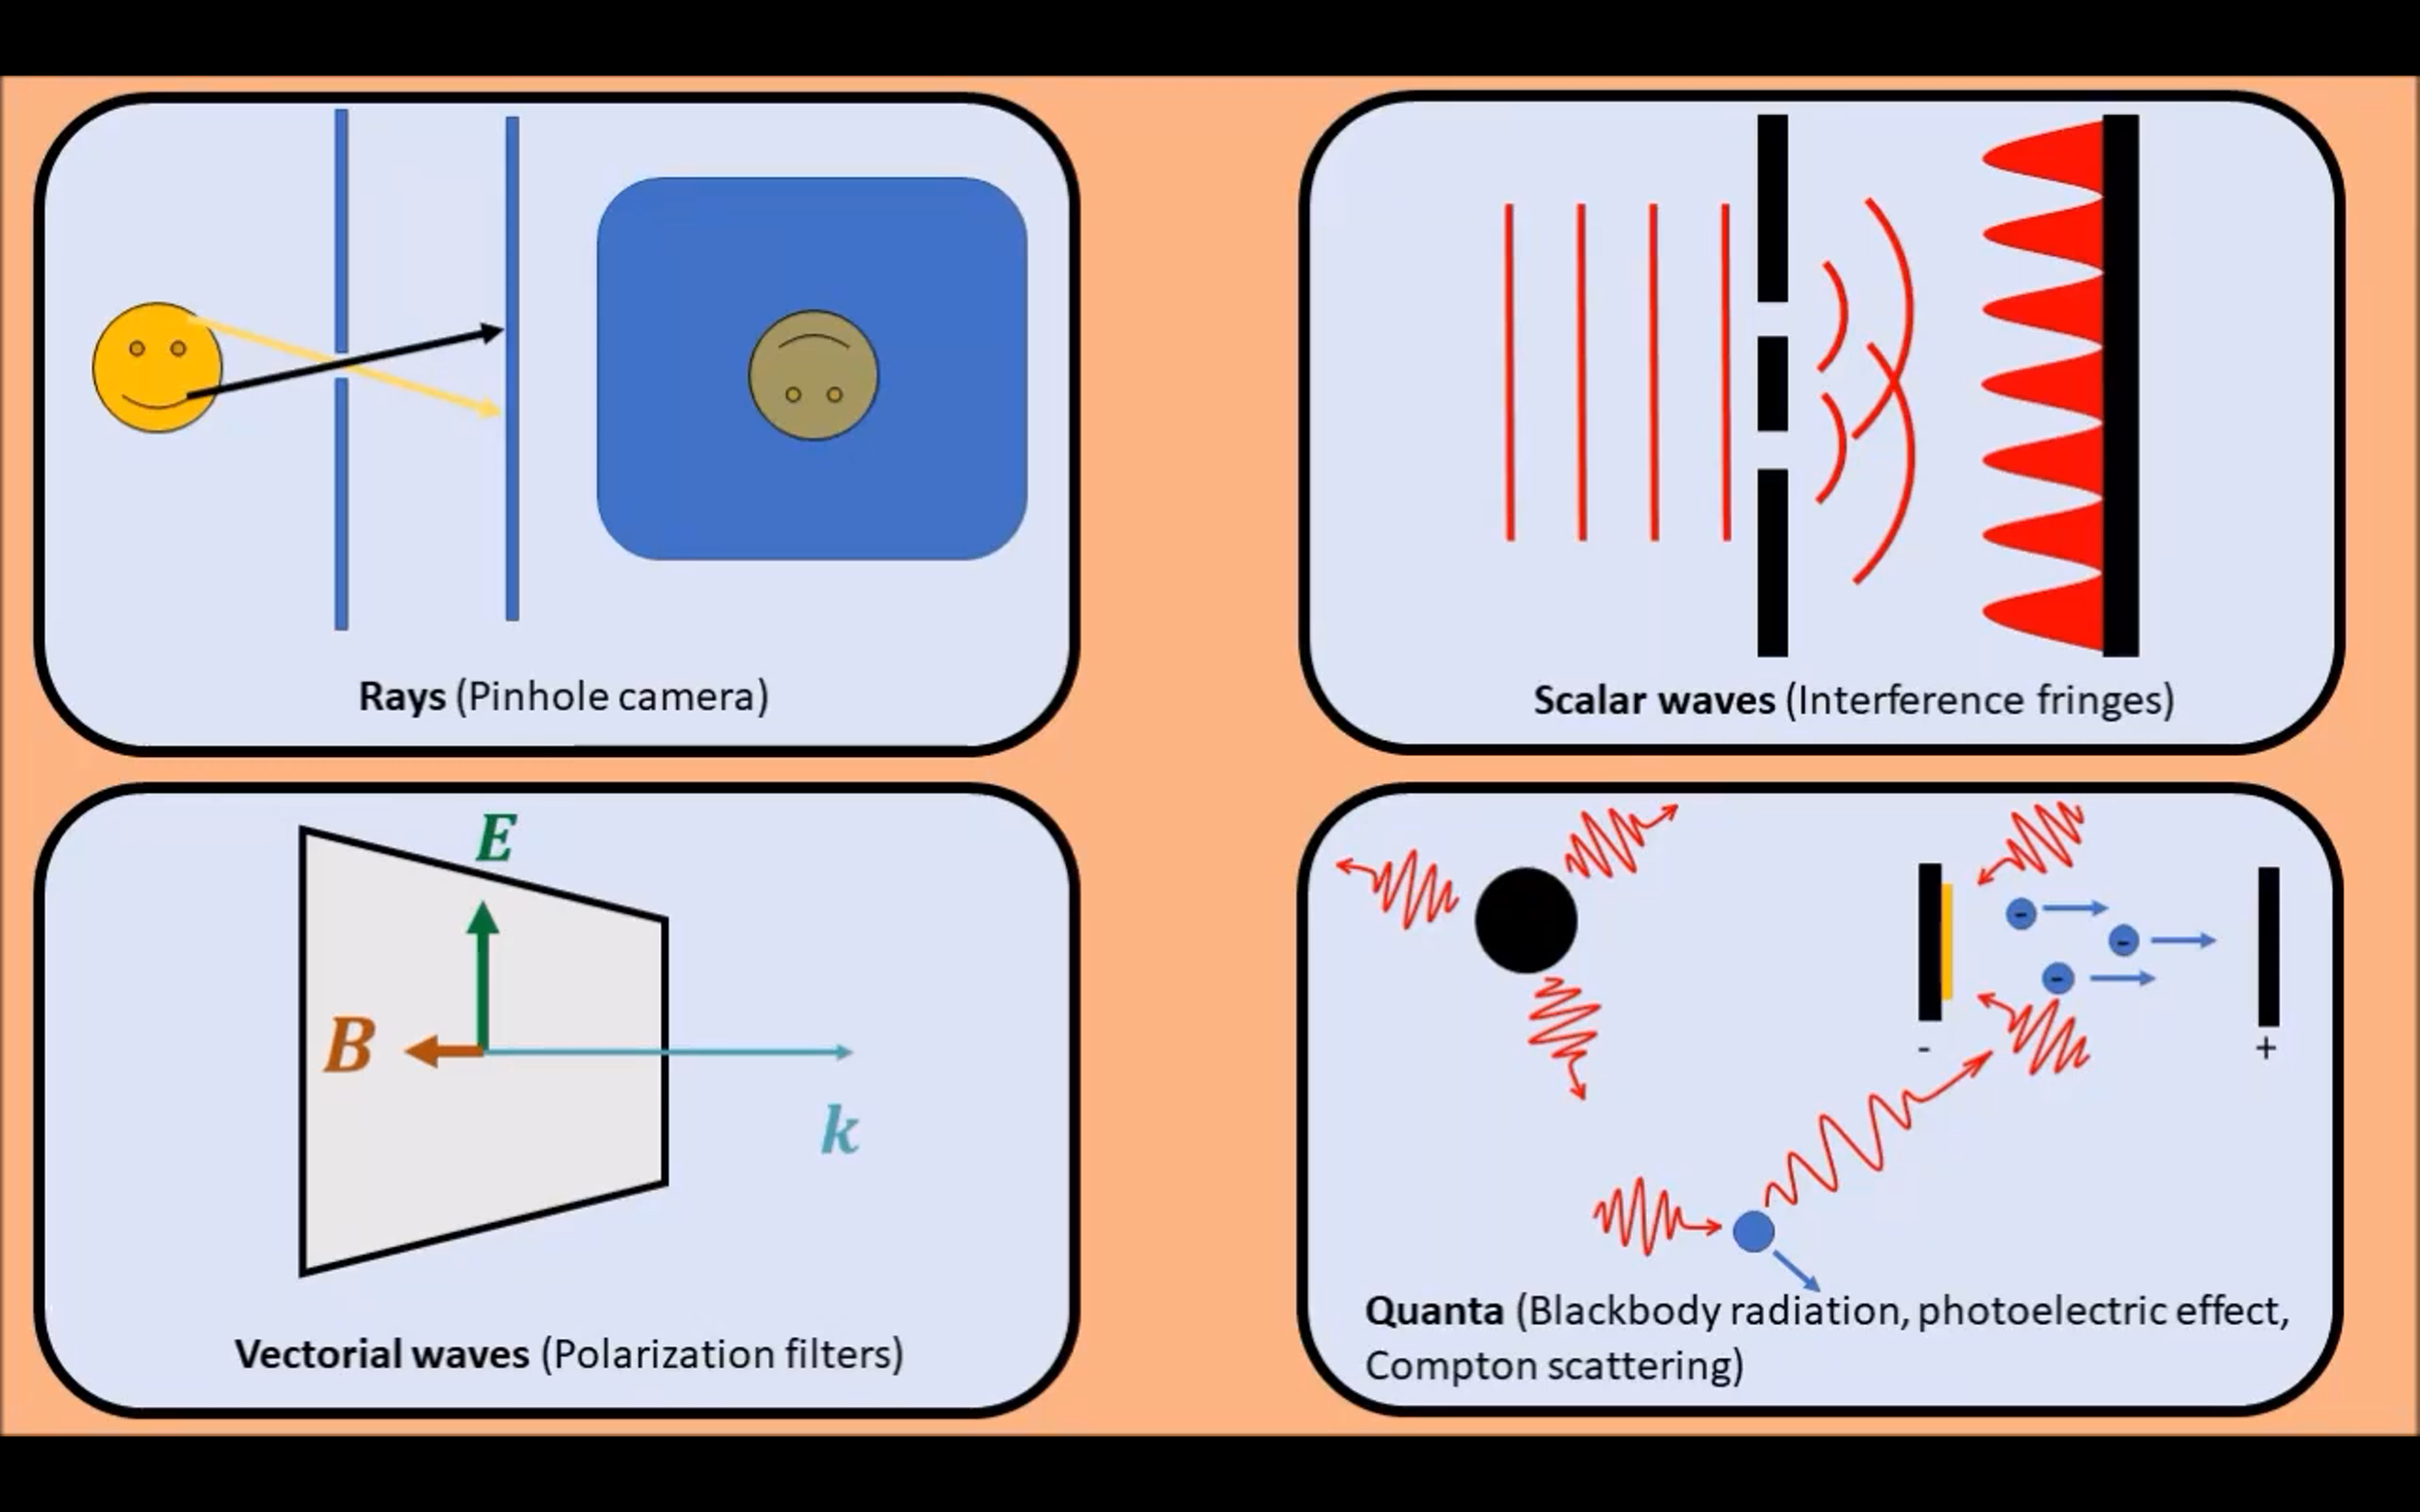 Rays (Pinhole camera)
Scalar waves (Interference fringes)
E
B
k
Vectorial waves (Polarization filters)
-
-
-
- +
Quanta (Blackbody radiation, photoelectric effect,
Compton scattering)